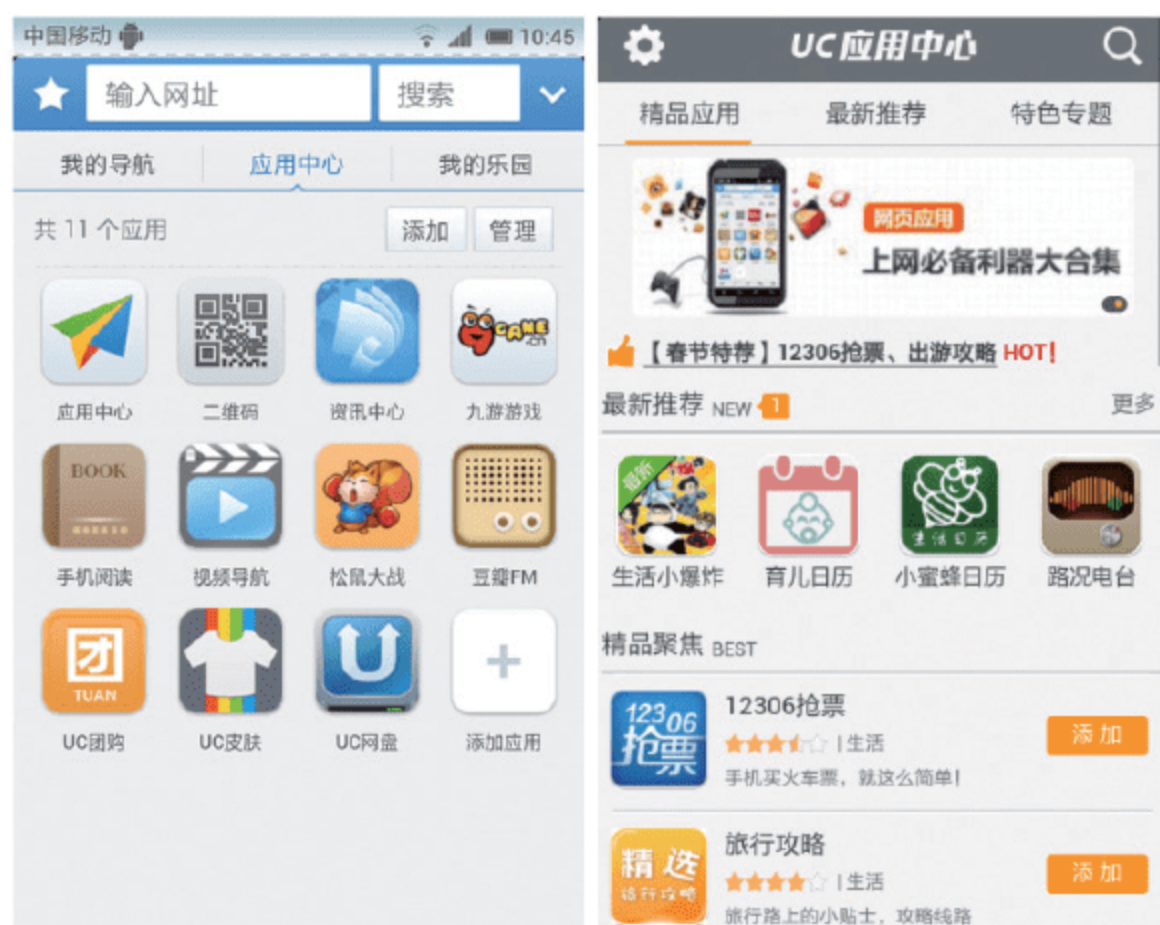 中国移动 10:45
输入网址 搜索
我的导航 应用中心 我的乐园
共 11 个应用 添加 管理
GAME
.cn
应用中心 二维码 资讯中心 九游游戏
BOOK
手机阅读 视频导航 松鼠大战 豆瓣FM
团
TUAN
U
UC团购 UC皮肤 UC网盘 添加应用
UC应用中心
精品应用 最新推荐 特色专题
网页应用
上网必备利器大合集
【春节特荐】12306抢票、出游攻略 HOT!
最新推荐 NEW 1 更多
最新
生活日历
生活小爆炸 育儿日历 小蜜蜂日历 路况电台
精品聚焦 BEST
12306
抢票
12306抢票
|生活
手机买火车票，就这么简单!
添加
精选
旅行攻略
旅行攻略
|生活
旅行路上的小贴士，攻略线路
添加